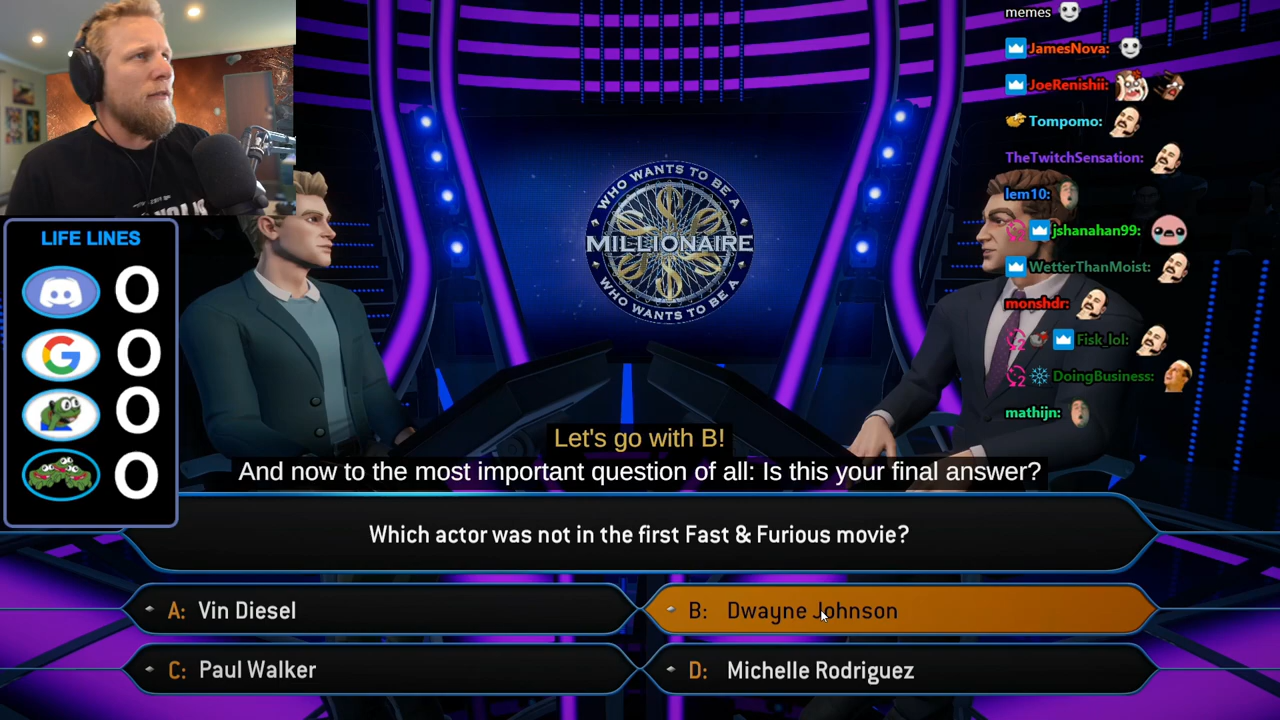 memes
JamesNova:
JoeRenishii:
Tompomo:
TheTwitchSensation:
lem10:
jshanahan99:
WetterThanMoist:
monshdr:
Fisk_lol:
2 DoingBusiness:
mathijn:
LIFE LINES
0
G 0
0
0
WHO WANTS TO BE A
MILLIONAIRE
WHO WANTS TO BE A
Let's go with B!
And now to the most important question of all: Is this your final answer?
Which actor was not in the first Fast & Furious movie?
A: Vin Diesel
B: Dwayne Johnson
C: Paul Walker
D: Michelle Rodriguez